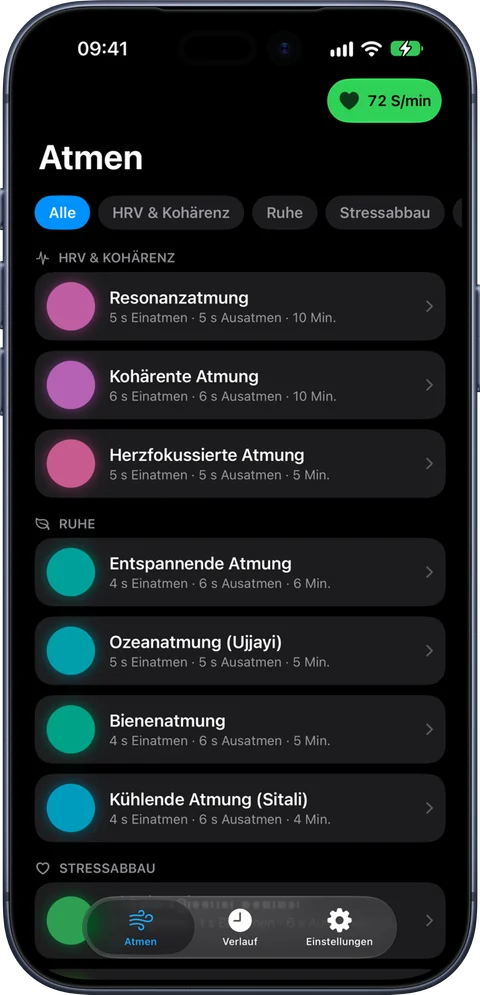 09:41
72 S/min
Atmen
Alle
HRV & Kohärenz
Ruhe
Stressabbau
HRV & KOHÄRENZ
Resonanzatmung
5 s Einatmen · 5 s Ausatmen · 10 Min.
Kohärente Atmung
6 s Einatmen · 6 s Ausatmen · 10 Min.
Herzfokussierte Atmung
5 s Einatmen · 5 s Ausatmen · 5 Min.
RUHE
Entspannende Atmung
4 s Einatmen · 6 s Ausatmen · 6 Min.
Ozeanatmung (Ujjayi)
5 s Einatmen · 5 s Ausatmen · 5 Min.
Bienenatmung
4 s Einatmen · 6 s Ausatmen · 5 Min.
Kühlende Atmung (Sitali)
4 s Einatmen · 6 s Ausatmen · 4 Min.
STRESSABBAU
Atmen
Verlauf
Einstellungen